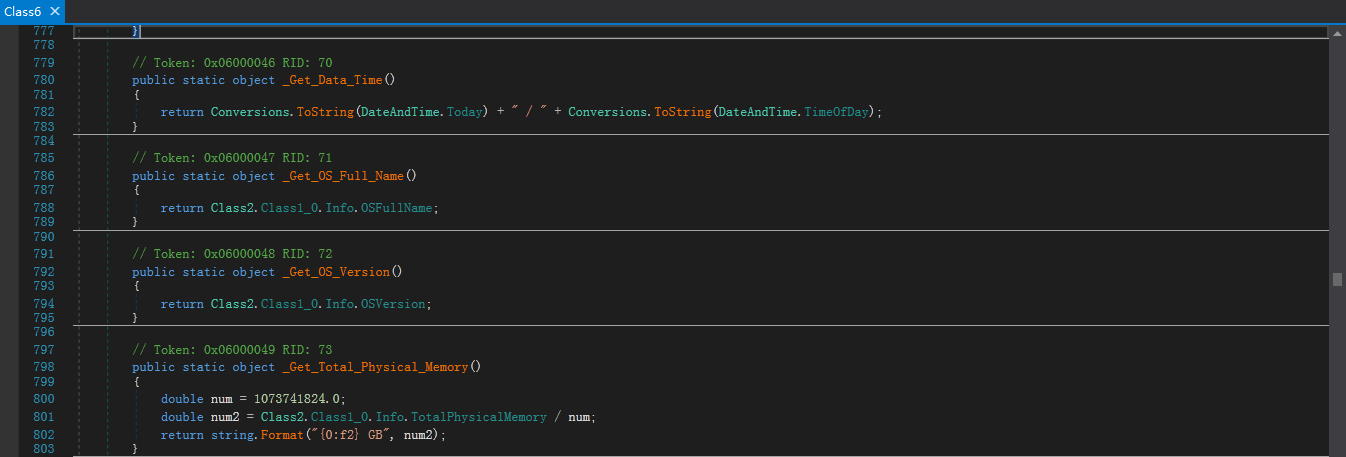 Class6 ×
777 }
778
779 // Token: 0x06000046 RID: 70
780 public static object _Get_Data_Time()
781 {
782 return Conversions.ToString(DateAndTime.Today) + " / " + Conversions.ToString(DateAndTime.TimeOfDay);
783 }
784
785 // Token: 0x06000047 RID: 71
786 public static object _Get_OS_Full_Name()
787 {
788 return Class2.Class1_0.Info.OSFullName;
789 }
790
791 // Token: 0x06000048 RID: 72
792 public static object _Get_OS_Version()
793 {
794 return Class2.Class1_0.Info.OSVersion;
795 }
796
797 // Token: 0x06000049 RID: 73
798 public static object _Get_Total_Physical_Memory()
799 {
800 double num = 1073741824.0;
801 double num2 = Class2.Class1_0.Info.TotalPhysicalMemory / num;
802 return string.Format("{0:f2} GB", num2);
803 }